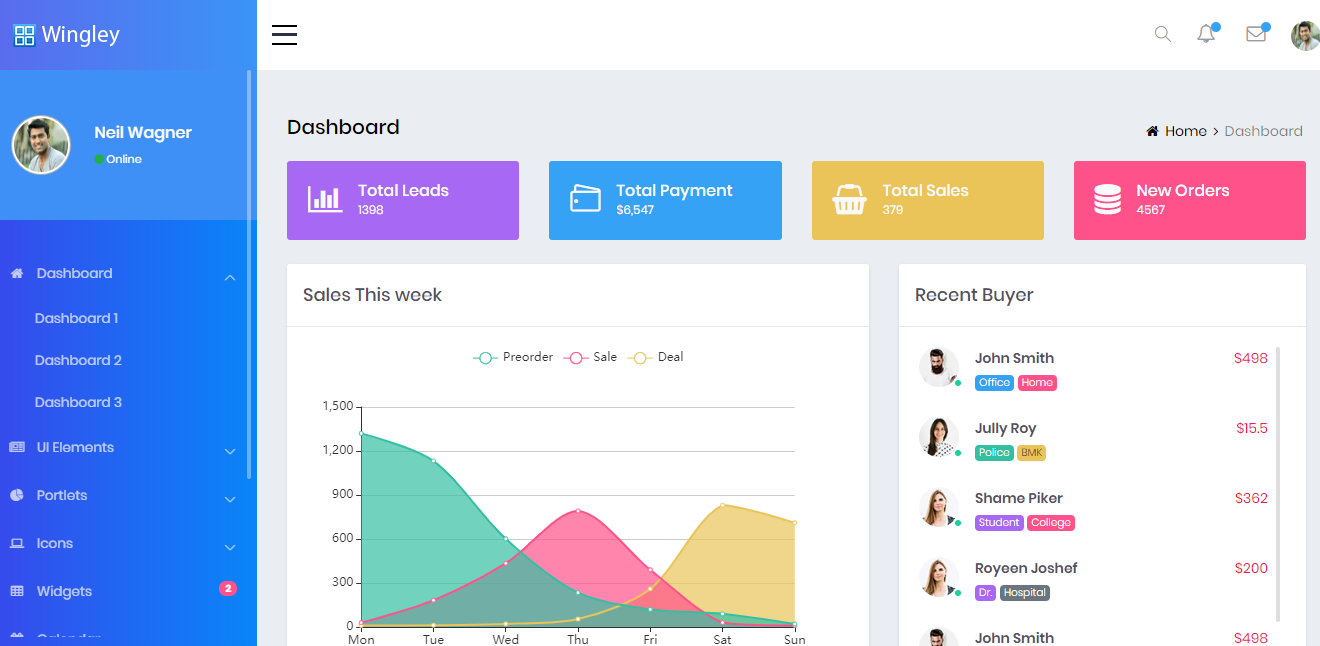 Wingley
Neil Wagner
Online
Dashboard
Dashboard 1
Dashboard 2
Dashboard 3
UI Elements
Portlets
Icons
Widgets 2
Calendar
Dashboard
Home > Dashboard
Total Leads
1398
Total Payment
$6,547
Total Sales
379
New Orders
4567
Sales This week
Preorder Sale Deal
1,500
1,200
900
600
300
0
Mon Tue Wed Thu Fri Sat Sun
Recent Buyer
John Smith $498
Office Home
Jully Roy $15.5
Police BMK
Shame Piker $362
Student College
Royeen Joshef $200
Dr. Hospital
John Smith $498